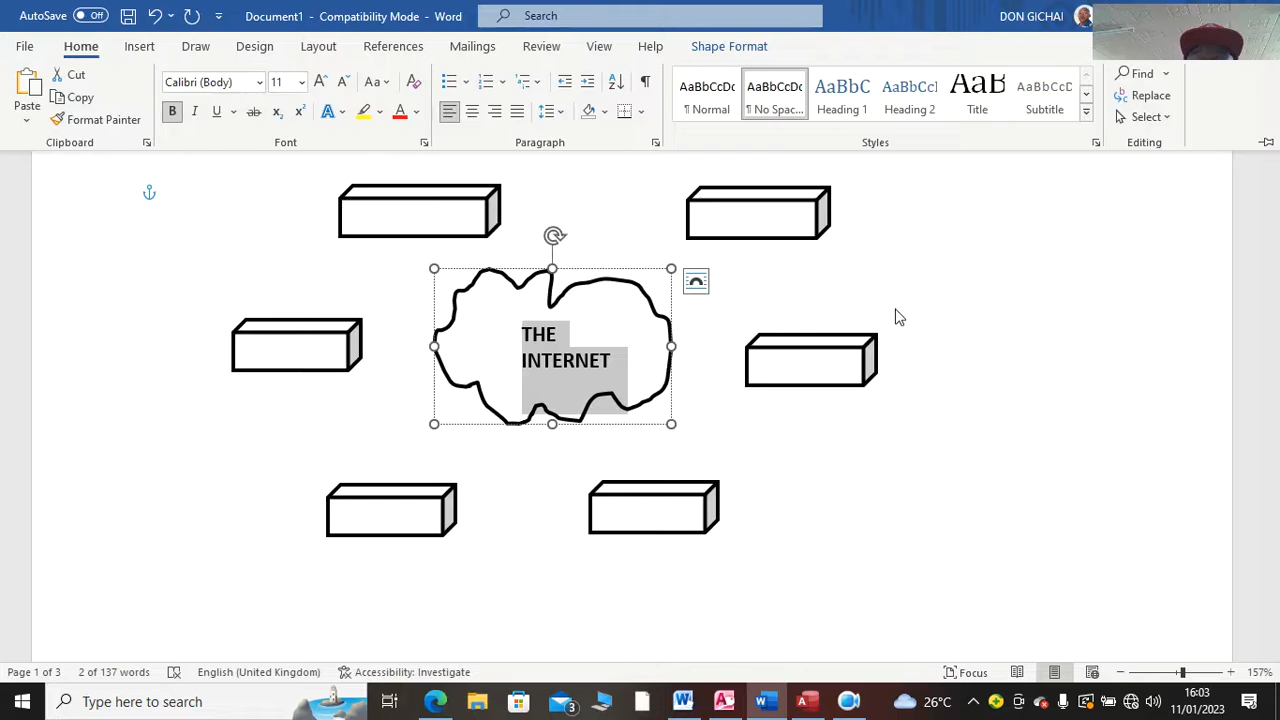 AutoSave Off Document1 - Compatibility Mode - Word Search DON GICHAI
File Home Insert Draw Design Layout References Mailings Review View Help Shape Format
Paste
Cut
Copy
Format Painter
Clipboard
Calibri (Body) 11
Font
Paragraph
AaBbCcDc AaBbCcDc AaBbC AaBbCcl AaB AaBbCcD
¶ Normal ¶ No Spac... Heading 1 Heading 2 Title Subtitle
Styles
Find
Replace
Select
Editing
THE
INTERNET
Page 1 of 3 2 of 137 words English (United Kingdom) Accessibility: Investigate Focus 157%
Type here to search 3 26°C 16:03
11/01/2023